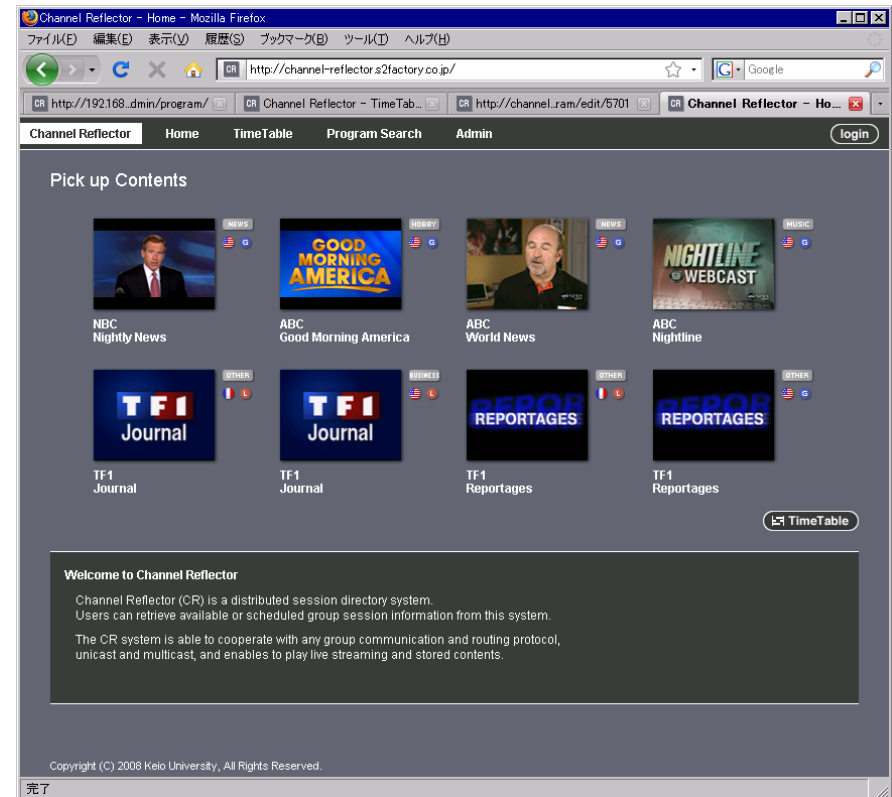 Channel Reflector - Home - Mozilla Firefox
ファイル(F) 編集(E) 表示(V) 履歴(S) ブックマーク(B) ツール(T) ヘルプ(H)
CR http://channel-reflector.s2factory.co.jp/ G Google
CR http://192.168..dmin/program/ CR Channel Reflector - TimeTab... CR http://channel..ram/edit/5701 CR Channel Reflector - Ho...
Channel Reflector Home TimeTable Program Search Admin login
Pick up Contents
NEWS
G
NBC
Nightly News
HOBBY
G
GOOD
MORNING
AMERICA
ABC
Good Morning America
NEWS
G
ABC
World News
MUSIC
G
NIGHTLINE
WEBCAST
ABC
Nightline
OTHER
L
TF1
Journal
TF1
Journal
BUSINESS
L
TF1
Journal
TF1
Journal
OTHER
L
REPOR
REPORTAGES
TF1
Reportages
OTHER
G
REPOR
REPORTAGES
TF1
Reportages
TimeTable
Welcome to Channel Reflector
Channel Reflector (CR) is a distributed session directory system.
Users can retrieve available or scheduled group session information from this system.
The CR system is able to cooperate with any group communication and routing protocol,
unicast and multicast, and enables to play live streaming and stored contents.
Copyright (C) 2008 Keio University, All Rights Reserved.
完了